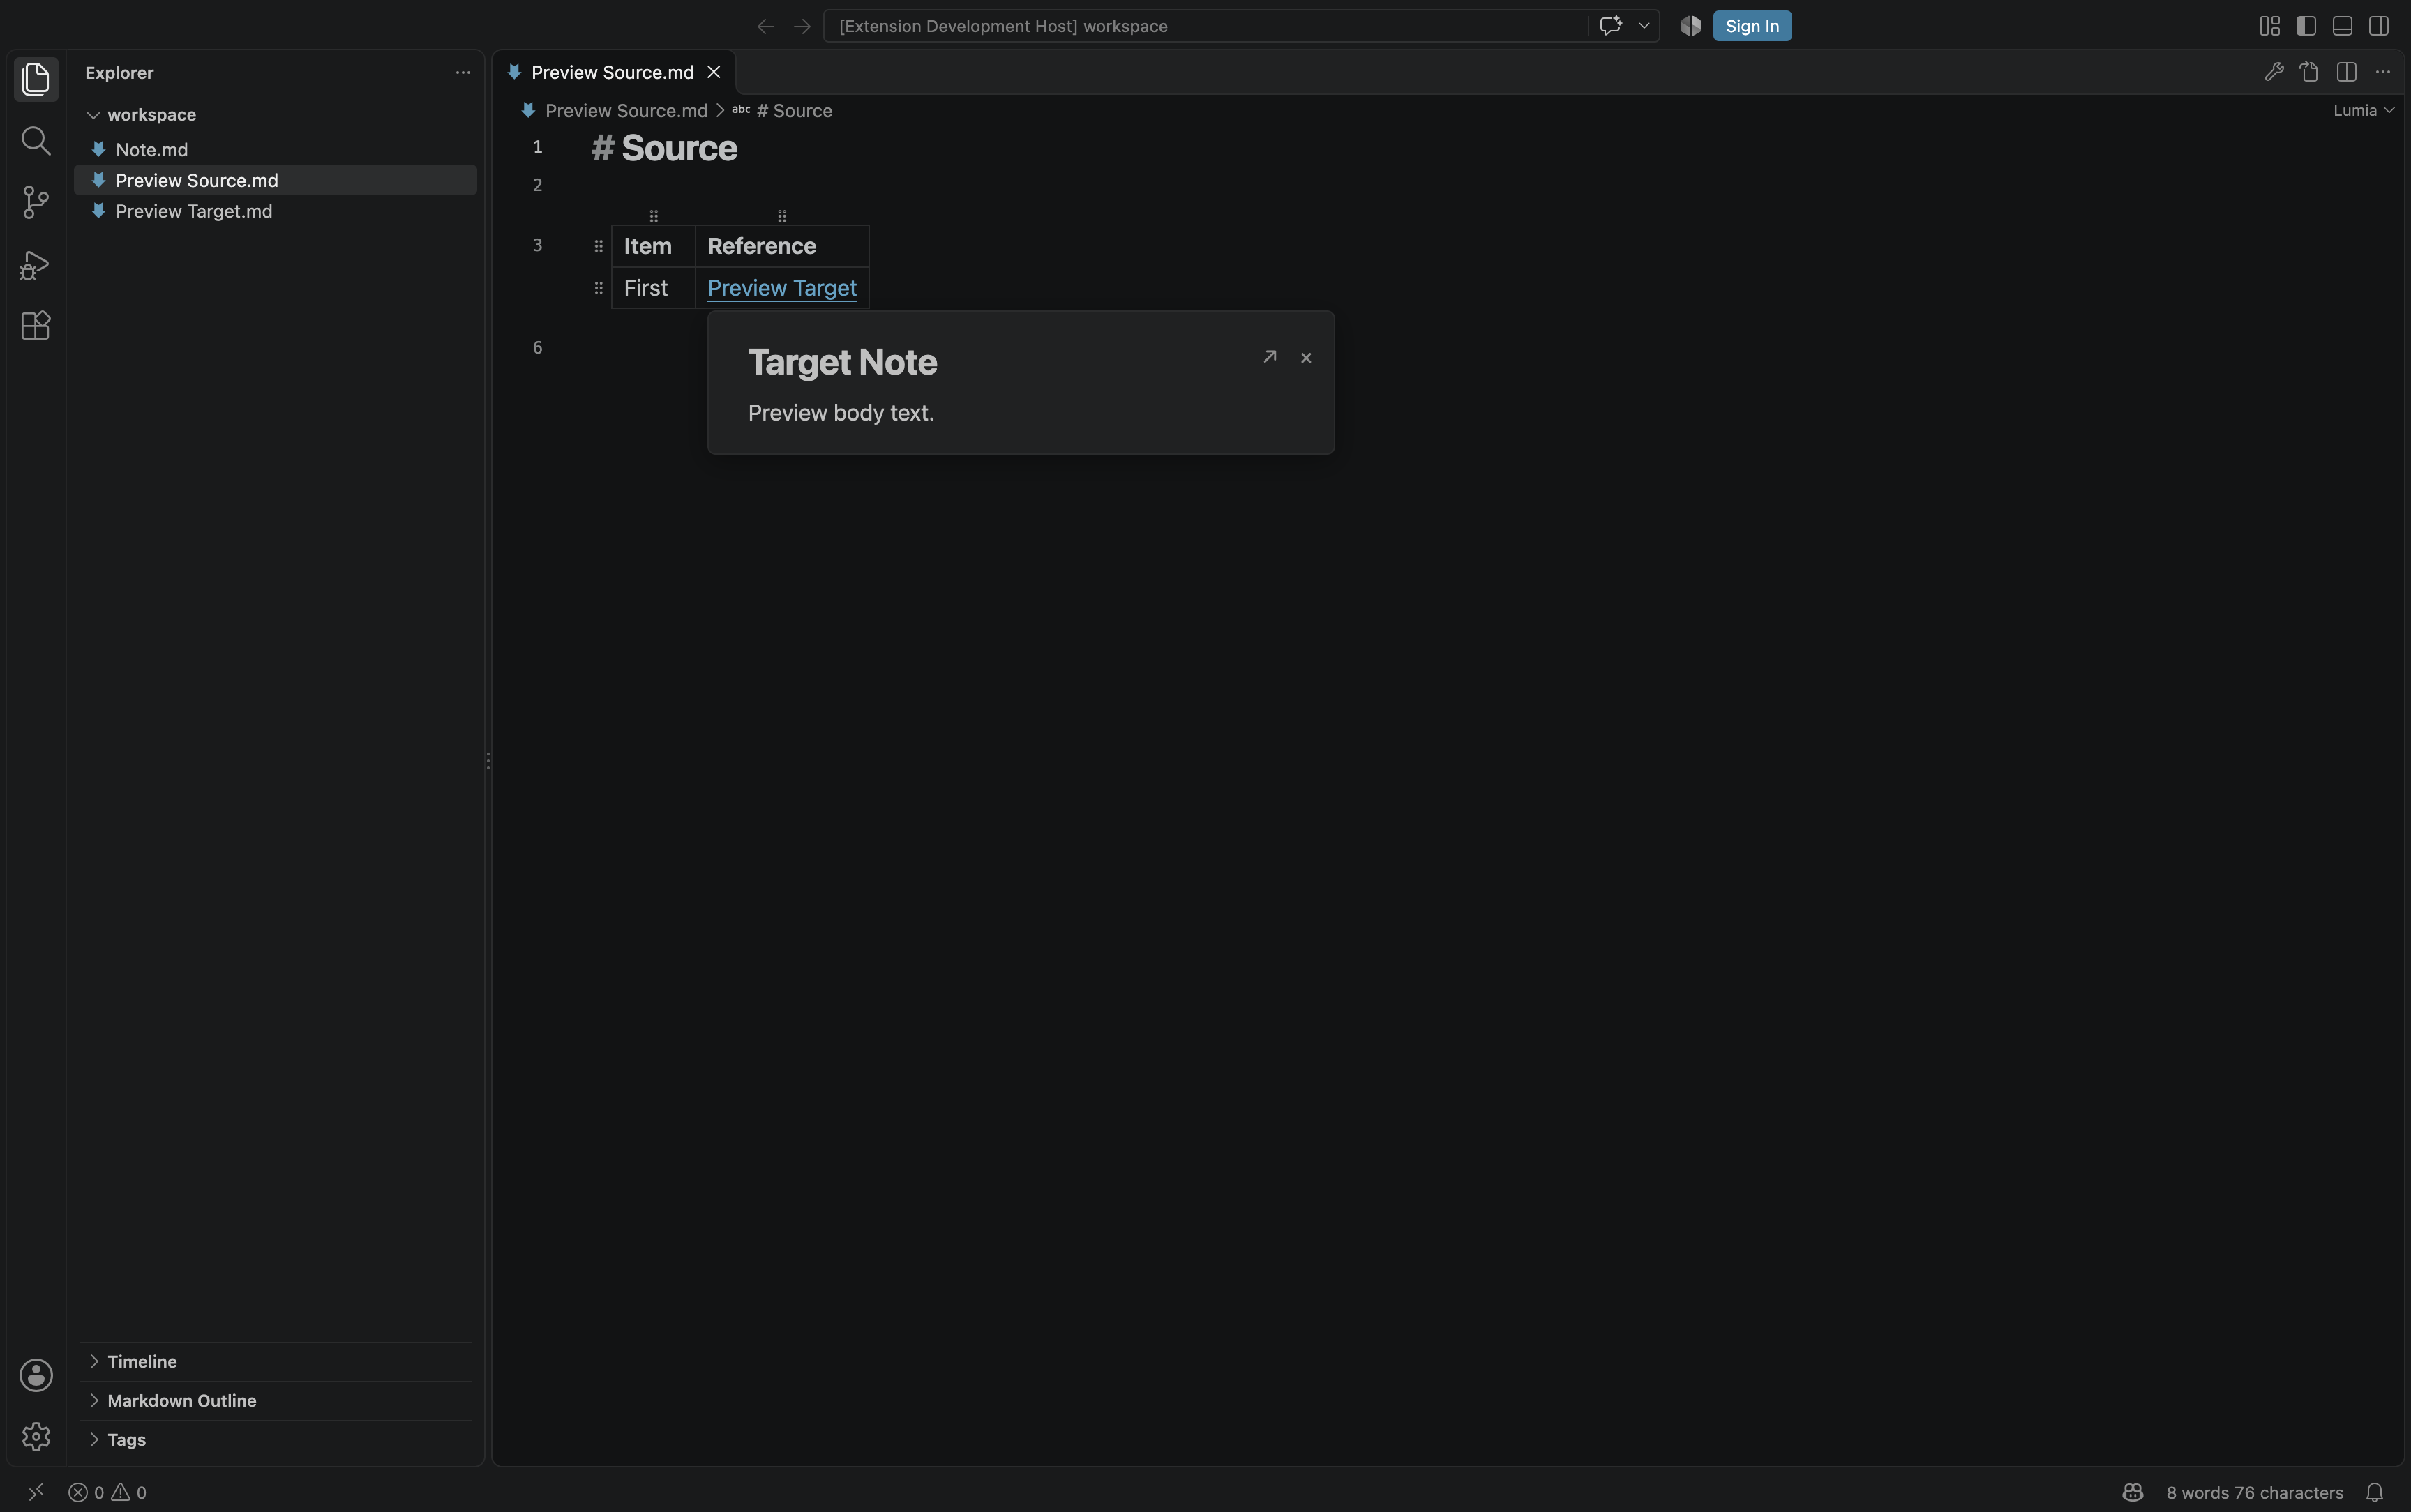 [Extension Development Host] workspace
Sign In
Explorer
workspace
Note.md
Preview Source.md
Preview Target.md
Timeline
Markdown Outline
Tags
Preview Source.md
Preview Source.md > abc # Source
Lumia
1 # Source
2
3 Item Reference
First Preview Target
6
Target Note
Preview body text.
0 0
8 words 76 characters